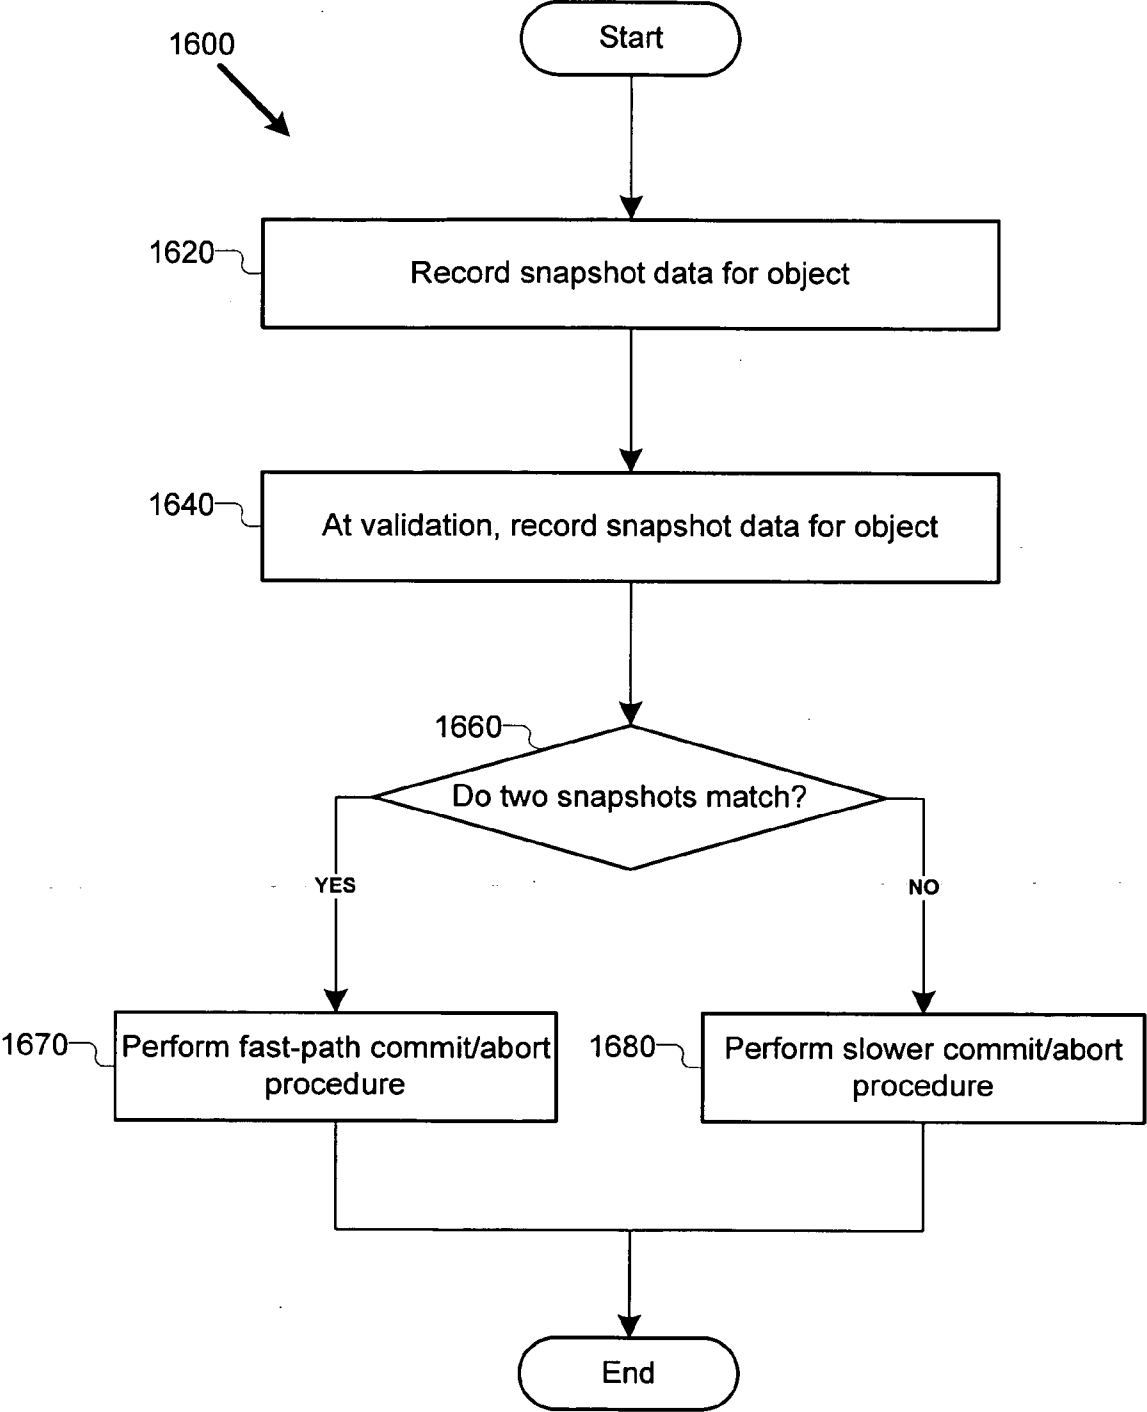 Start
1600
1620
Record snapshot data for object
1640
At validation, record snapshot data for object
1660
Do two snapshots match?
YES
NO
1670
Perform fast-path commit/abort
procedure
1680
Perform slower commit/abort
procedure
End